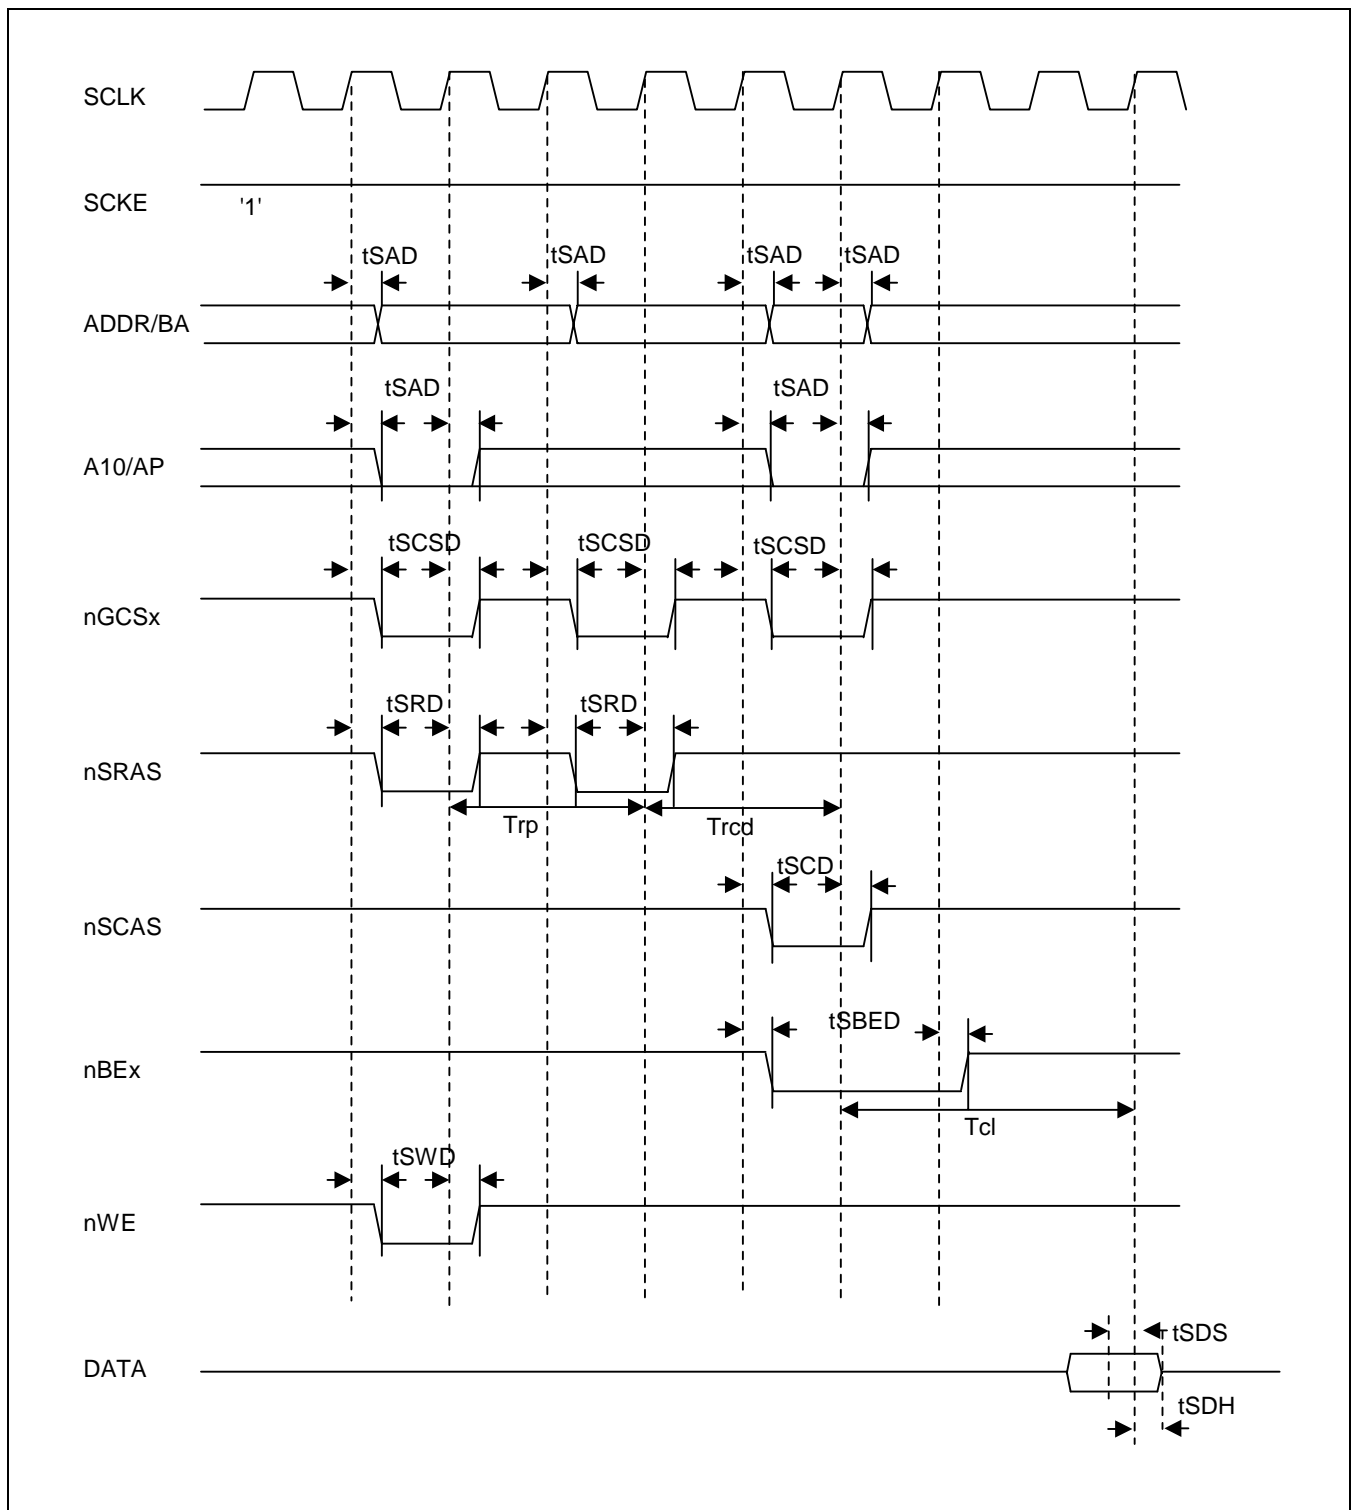 SCLK
SCKE
'1'
tSAD tSAD tSAD tSAD
ADDR/BA
tSAD tSAD
A10/AP
tSCSD tSCSD tSCSD
nGCSx
tSRD tSRD
nSRAS
Trp Trcd
tSCD
nSCAS
tSBED
nBEx
Tcl
tSWD
nWE
tSDS
DATA
tSDH